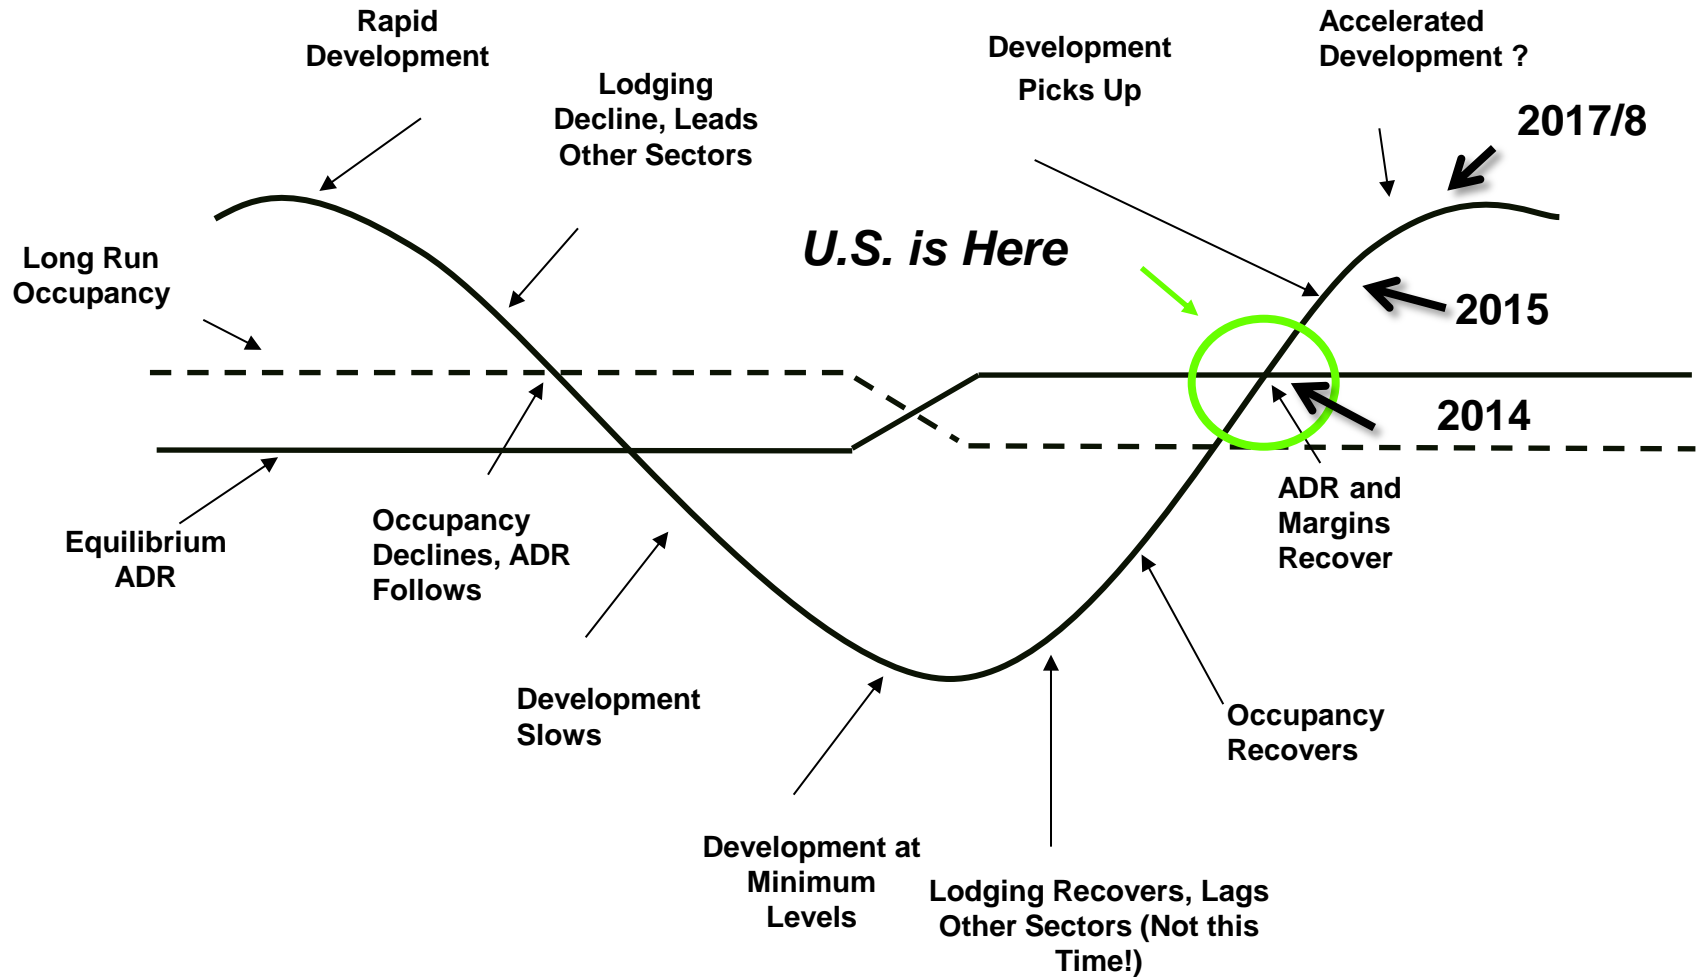 Rapid
Development
Lodging
Decline, Leads
Other Sectors
Development
Picks Up
Accelerated
Development ?
2017/8
Long Run
Occupancy
U.S. is Here
2015
2014
Equilibrium
ADR
Occupancy
Declines, ADR
Follows
ADR and
Margins
Recover
Development
Slows
Occupancy
Recovers
Development at
Minimum
Levels
Lodging Recovers, Lags
Other Sectors (Not this
Time!)